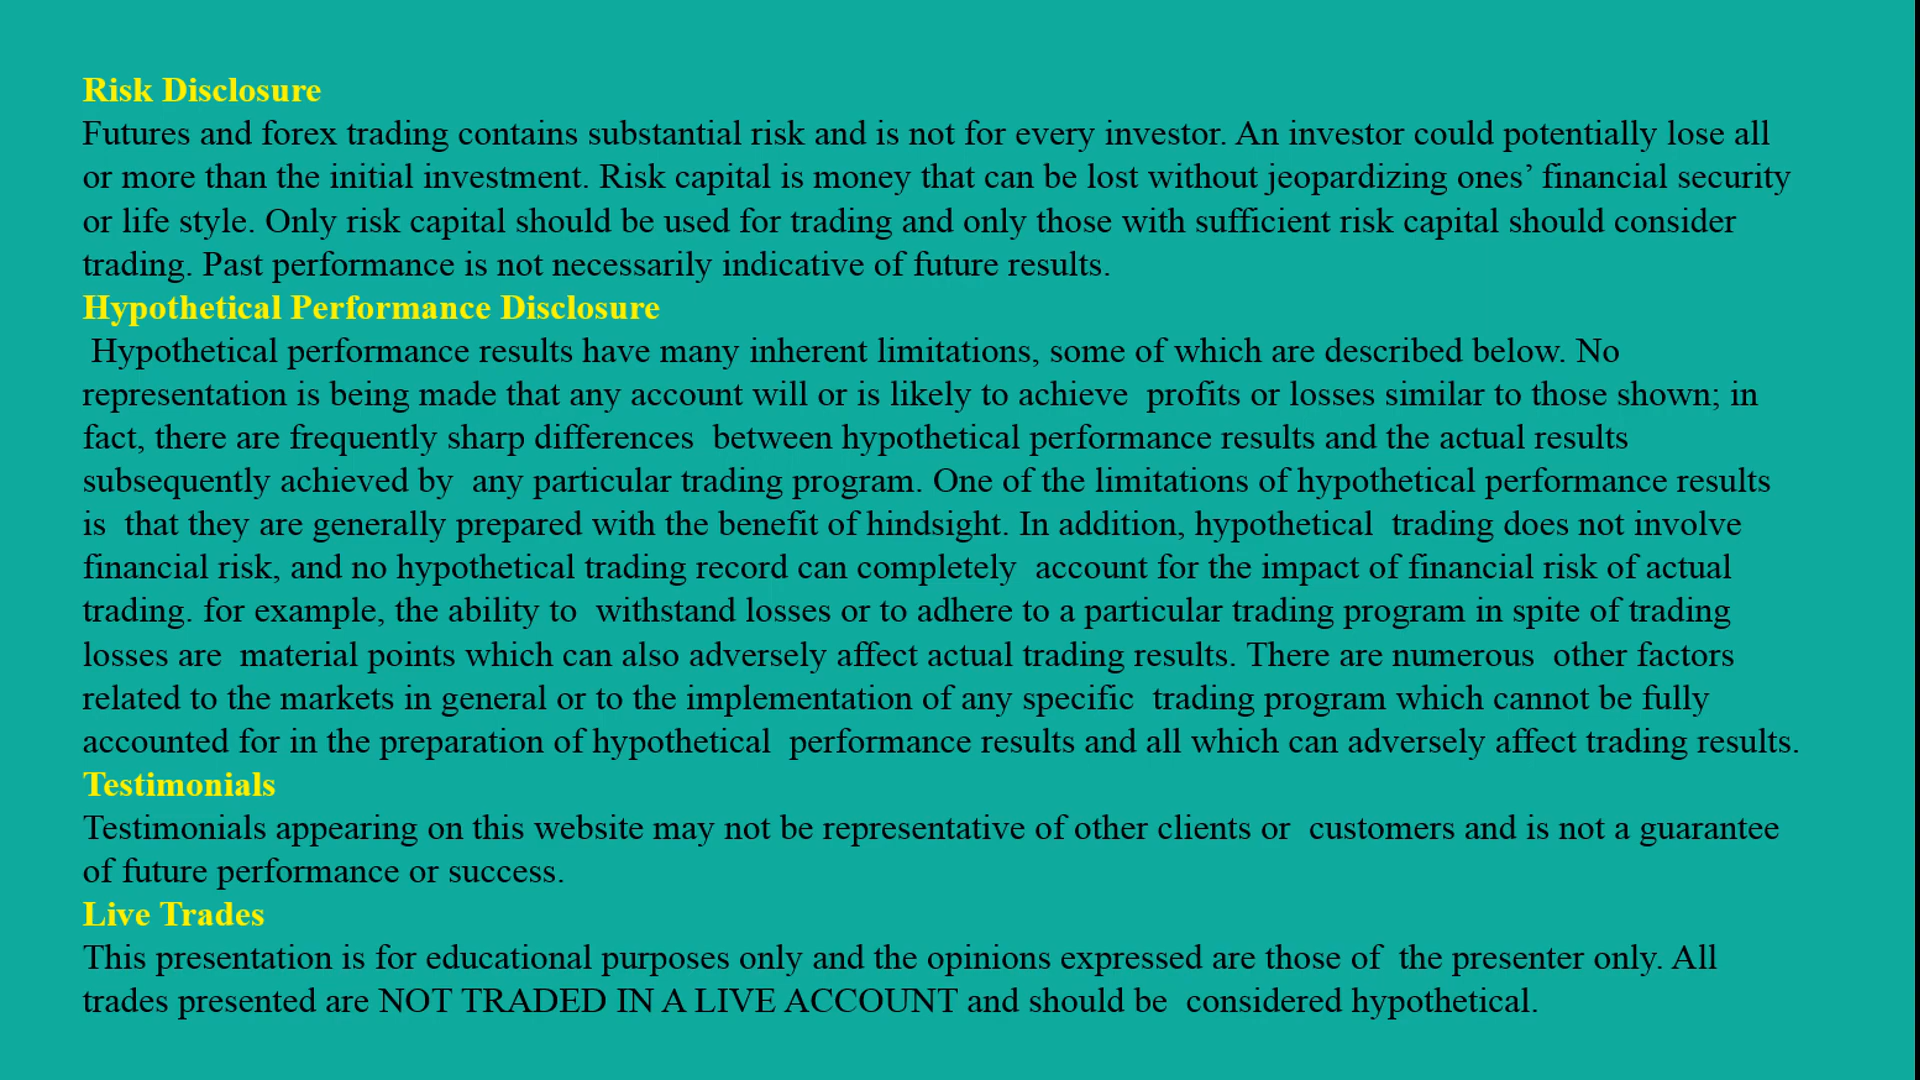 Risk Disclosure
Futures and forex trading contains substantial risk and is not for every investor. An investor could potentially lose all
or more than the initial investment. Risk capital is money that can be lost without jeopardizing ones’ financial security
or life style. Only risk capital should be used for trading and only those with sufficient risk capital should consider
trading. Past performance is not necessarily indicative of future results.
Hypothetical Performance Disclosure
Hypothetical performance results have many inherent limitations, some of which are described below. No
representation is being made that any account will or is likely to achieve  profits or losses similar to those shown; in
fact, there are frequently sharp differences  between hypothetical performance results and the actual results
subsequently achieved by  any particular trading program. One of the limitations of hypothetical performance results
is  that they are generally prepared with the benefit of hindsight. In addition, hypothetical  trading does not involve
financial risk, and no hypothetical trading record can completely  account for the impact of financial risk of actual
trading. for example, the ability to  withstand losses or to adhere to a particular trading program in spite of trading
losses are  material points which can also adversely affect actual trading results. There are numerous  other factors
related to the markets in general or to the implementation of any specific  trading program which cannot be fully
accounted for in the preparation of hypothetical  performance results and all which can adversely affect trading results.
Testimonials
Testimonials appearing on this website may not be representative of other clients or  customers and is not a guarantee
of future performance or success.
Live Trades
This presentation is for educational purposes only and the opinions expressed are those of  the presenter only. All
trades presented are NOT TRADED IN A LIVE ACCOUNT and should be  considered hypothetical.